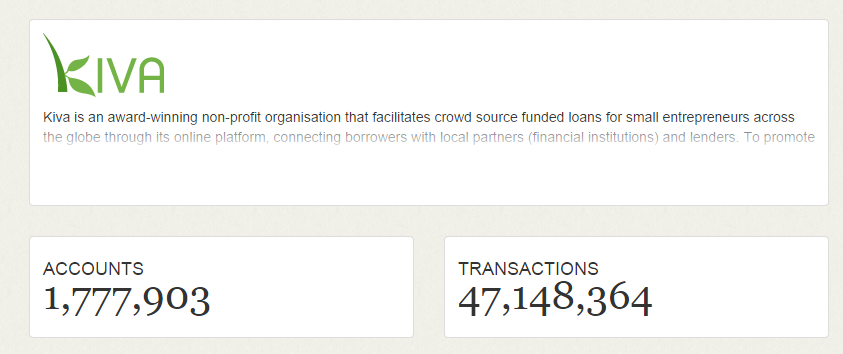 KIVA
Kiva is an award-winning non-profit organisation that facilitates crowd source funded loans for small entrepreneurs across
the globe through its online platform, connecting borrowers with local partners (financial institutions) and lenders. To promote
ACCOUNTS
1,777,903
TRANSACTIONS
47,148,364